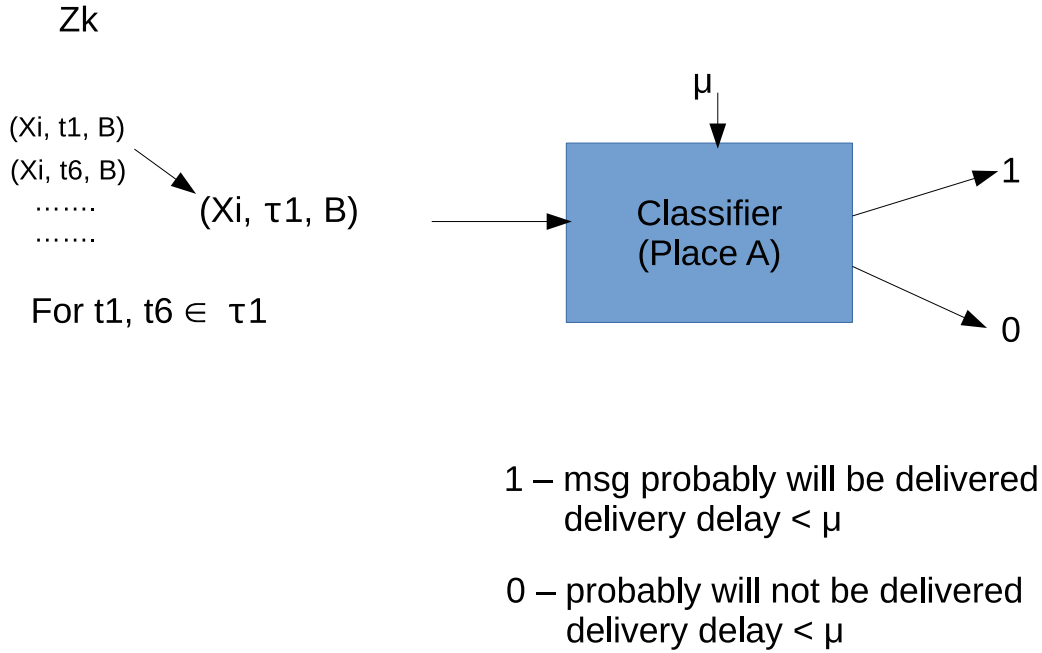 Zk
μ
(Xi, t1, B)
(Xi, t6, B)
…….
…….
(Xi, τ1, B)
Classifier
(Place A)
1
0
For t1, t6 ∈ τ1
1 – msg probably will be delivered
delivery delay < μ
0 – probably will not be delivered
delivery delay < μ